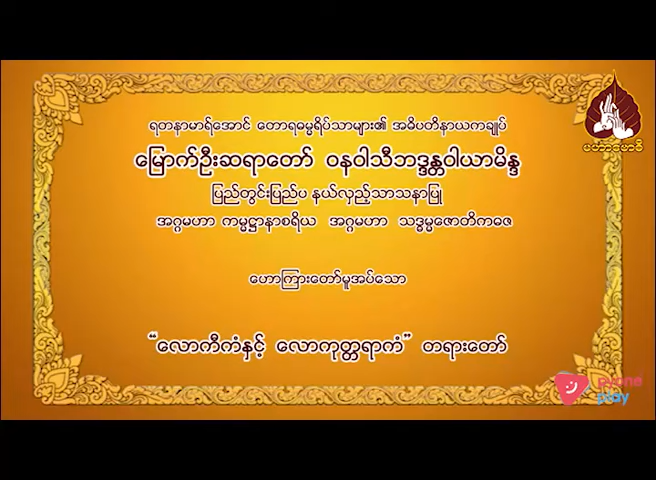 ရတနာမာရ်အောင် တောရဓမ္မရိပ်သာများ၏ အဓိပတိနာယကချုပ်
မြောက်ဦးဆရာတော် ဝနဝါသီဘဒ္ဒန္တဝါယာမိန္ဒ
ပြည်တွင်းပြည်ပ နယ်လှည့်သာသနာပြု
အဂ္ဂမဟာ ကမ္မဋ္ဌာနာစရိယ အဂ္ဂမဟာ သဒ္ဓမ္မဇောတိကဓဇ
ဟောကြားတော်မူအပ်သော
“လောကီကံနှင့် လောကုတ္တရာကံ” တရားတော်
မဟာဗောဓိ
pyone
play